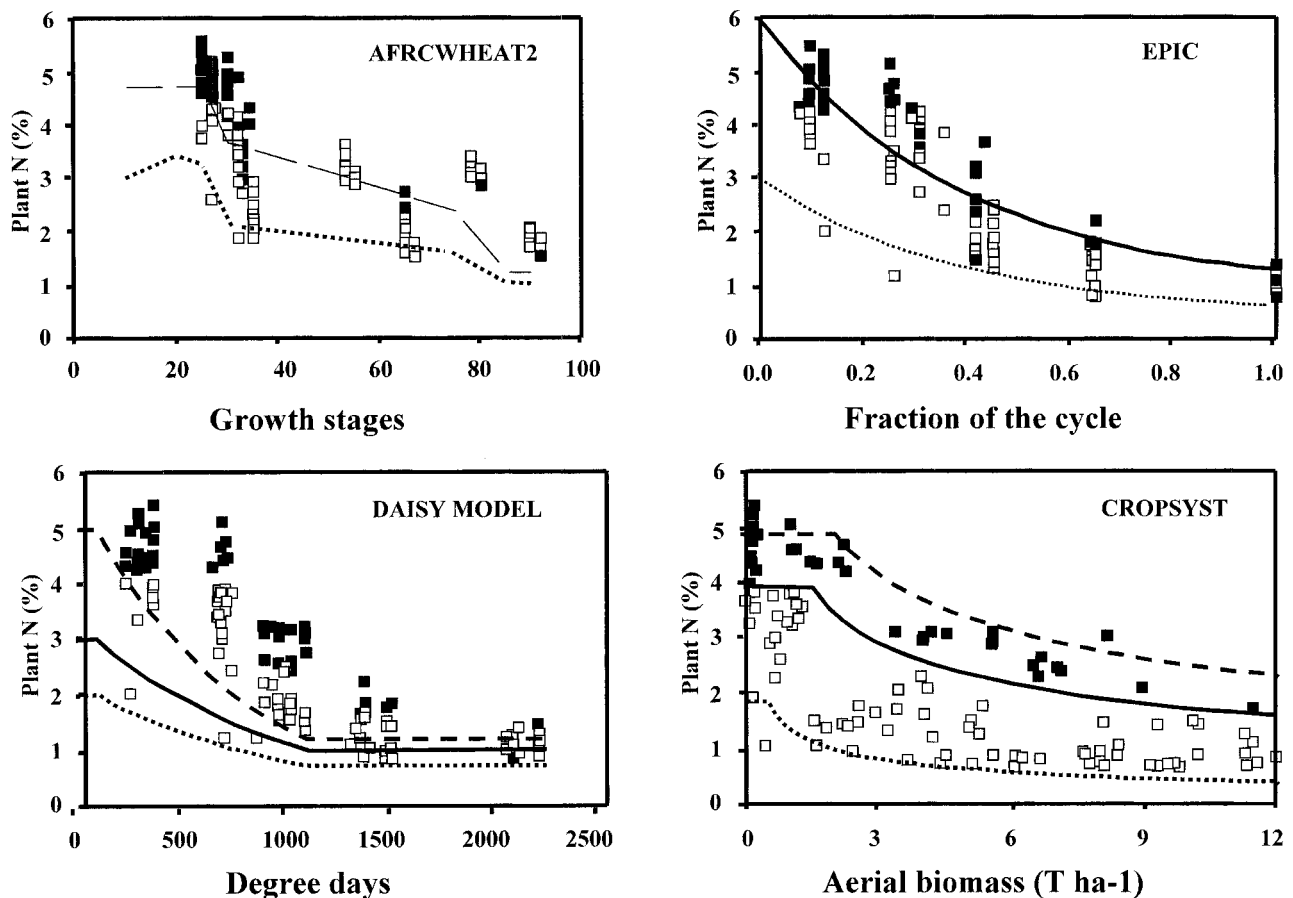 AFRCWHEAT2
Plant N (%)
6
5
4
3
2
1
0
0 20 40 60 80 100
Growth stages
EPIC
Plant N (%)
6
5
4
3
2
1
0
0.0 0.2 0.4 0.6 0.8 1.0
Fraction of the cycle
DAISY MODEL
Plant N (%)
6
5
4
3
2
1
0
0 500 1000 1500 2000 2500
Degree days
CROPSYST
Plant N (%)
6
5
4
3
2
1
0
0 3 6 9 12
Aerial biomass (T ha-1)